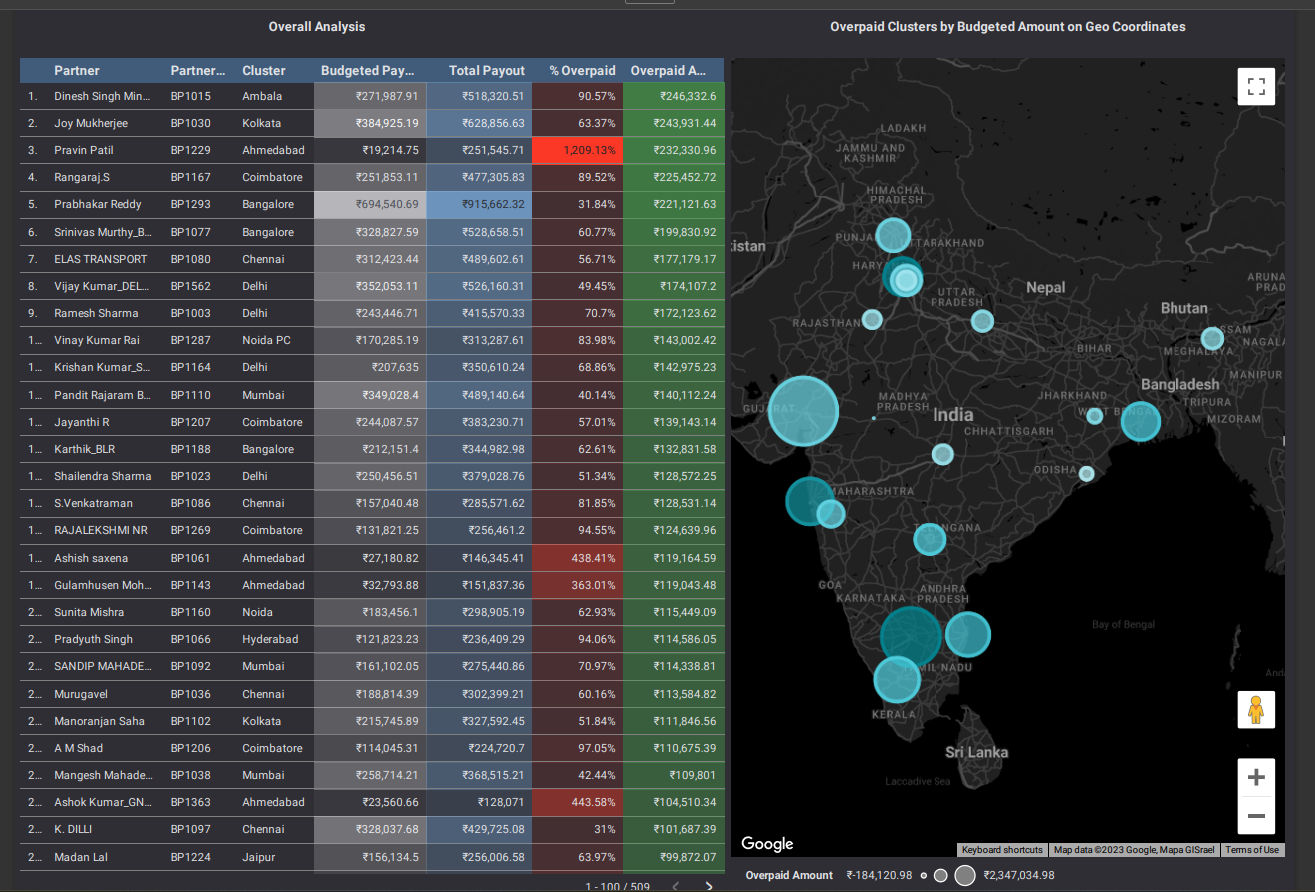 Overall Analysis
Partner Partner... Cluster Budgeted Pay... Total Payout % Overpaid Overpaid A...
1. Dinesh Singh Min... BP1015 Ambala ₹271,987.91 ₹518,320.51 90.57% ₹246,332.6
2. Joy Mukherjee BP1030 Kolkata ₹384,925.19 ₹628,856.63 63.37% ₹243,931.44
3. Pravin Patil BP1229 Ahmedabad ₹19,214.75 ₹251,545.71 1,209.13% ₹232,330.96
4. Rangaraj.S BP1167 Coimbatore ₹251,853.11 ₹477,305.83 89.52% ₹225,452.72
5. Prabhakar Reddy BP1293 Bangalore ₹694,540.69 ₹915,662.32 31.84% ₹221,121.63
6. Srinivas Murthy_B... BP1077 Bangalore ₹328,827.59 ₹528,658.51 60.77% ₹199,830.92
7. ELAS TRANSPORT BP1080 Chennai ₹312,423.44 ₹489,602.61 56.71% ₹177,179.17
8. Vijay Kumar_DEL... BP1562 Delhi ₹352,053.11 ₹526,160.31 49.45% ₹174,107.2
9. Ramesh Sharma BP1003 Delhi ₹243,446.71 ₹415,570.33 70.7% ₹172,123.62
1... Vinay Kumar Rai BP1287 Noida PC ₹170,285.19 ₹313,287.61 83.98% ₹143,002.42
1... Krishan Kumar_S... BP1164 Delhi ₹207,635 ₹350,610.24 68.86% ₹142,975.23
1... Pandit Rajaram B... BP1110 Mumbai ₹349,028.4 ₹489,140.64 40.14% ₹140,112.24
1... Jayanthi R BP1207 Coimbatore ₹244,087.57 ₹383,230.71 57.01% ₹139,143.14
1... Karthik_BLR BP1188 Bangalore ₹212,151.4 ₹344,982.98 62.61% ₹132,831.58
1... Shailendra Sharma BP1023 Delhi ₹250,456.51 ₹379,028.76 51.34% ₹128,572.25
1... S.Venkatraman BP1086 Chennai ₹157,040.48 ₹285,571.62 81.85% ₹128,531.14
1... RAJALEKSHMI NR BP1269 Coimbatore ₹131,821.25 ₹256,461.2 94.55% ₹124,639.96
1... Ashish saxena BP1061 Ahmedabad ₹27,180.82 ₹146,345.41 438.41% ₹119,164.59
1... Gulamhusen Moh... BP1143 Ahmedabad ₹32,793.88 ₹151,837.36 363.01% ₹119,043.48
2... Sunita Mishra BP1160 Noida ₹183,456.1 ₹298,905.19 62.93% ₹115,449.09
2... Pradyuth Singh BP1066 Hyderabad ₹121,823.23 ₹236,409.29 94.06% ₹114,586.05
2... SANDIP MAHADE... BP1092 Mumbai ₹161,102.05 ₹275,440.86 70.97% ₹114,338.81
2... Murugavel BP1036 Chennai ₹188,814.39 ₹302,399.21 60.16% ₹113,584.82
2... Manoranjan Saha BP1102 Kolkata ₹215,745.89 ₹327,592.45 51.84% ₹111,846.56
2... A M Shad BP1206 Coimbatore ₹114,045.31 ₹224,720.7 97.05% ₹110,675.39
2... Mangesh Mahade... BP1038 Mumbai ₹258,714.21 ₹368,515.21 42.44% ₹109,801
2... Ashok Kumar_GN... BP1363 Ahmedabad ₹23,560.66 ₹128,071 443.58% ₹104,510.34
2... K. DILLI BP1097 Chennai ₹328,037.68 ₹429,725.08 31% ₹101,687.39
2... Madan Lal BP1224 Jaipur ₹156,134.5 ₹256,006.58 63.97% ₹99,872.07
1 - 100 / 509
Overpaid Clusters by Budgeted Amount on Geo Coordinates
LADAKH
JAMMU AND
KASHMIR
HIMACHAL
PRADESH
PUNJA
TTARAKHAND
kistan
HARY
UTTAR
PRADESH
Nepal
ARUNA
PRAD
Bhutan
RAJASTHAN
SSAM
NAGALA
BIHAR
MEGHALAYA
MANIPUR
Bangladesh
MADHYA
PRADESH
JHARKHAND
TRIPURA
GUJARAT
India
WEST BENGAL
MIZORAM
CHHATTISGARH
ODISHA
MAHARASHTRA
T NGANA
GOA
KARNATAKA
ANDHRA
PRADESH
Bay of Bengal
MIL NADU
Anda
KERALA
Sri Lanka
Laccadive Sea
Google
Keyboard shortcuts Map data ©2023 Google, Mapa GISrael Terms of Use
Overpaid Amount ₹-184,120.98 ₹2,347,034.98